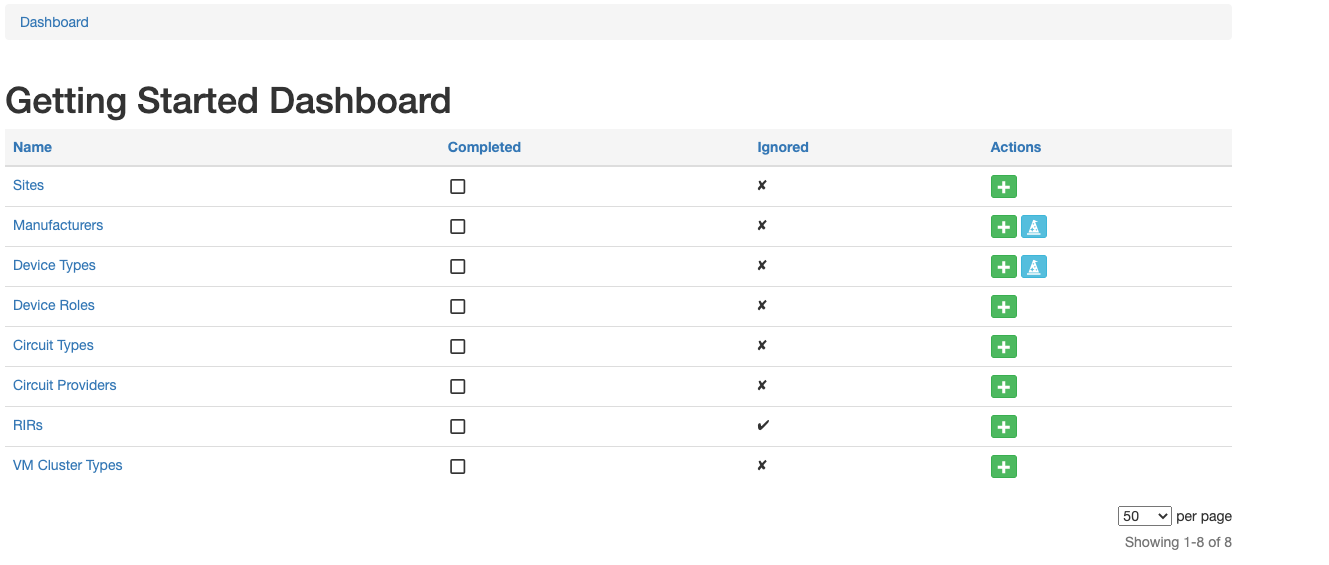 Dashboard
Getting Started Dashboard
Name Completed Ignored Actions
Sites ✘
Manufacturers ✘
Device Types ✘
Device Roles ✘
Circuit Types ✘
Circuit Providers ✘
RIRs ✔
VM Cluster Types ✘
50 per page
Showing 1-8 of 8